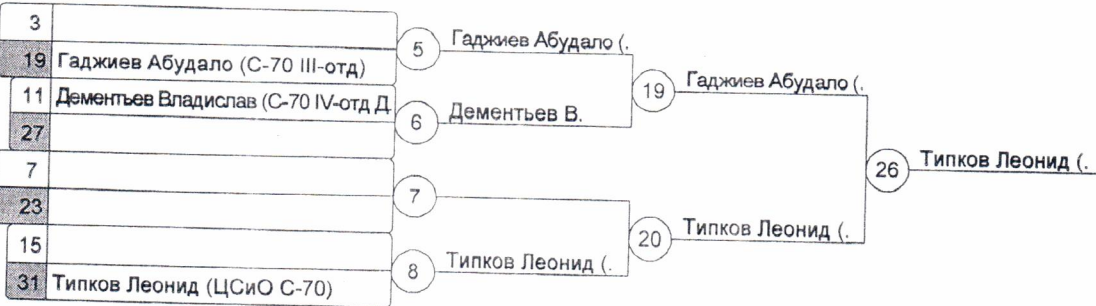 3
19 Гаджиев Абудало (С-70 III-отд)
5
Гаджиев Абудало (.
11 Дементьев Владислав (С-70 IV-отд Д
27
6
Дементьев В.
19
Гаджиев Абудало (.
7
23
7
15
31 Типков Леонид (ЦСиО С-70)
8
Типков Леонид (.
20
Типков Леонид (.
26
Типков Леонид (.